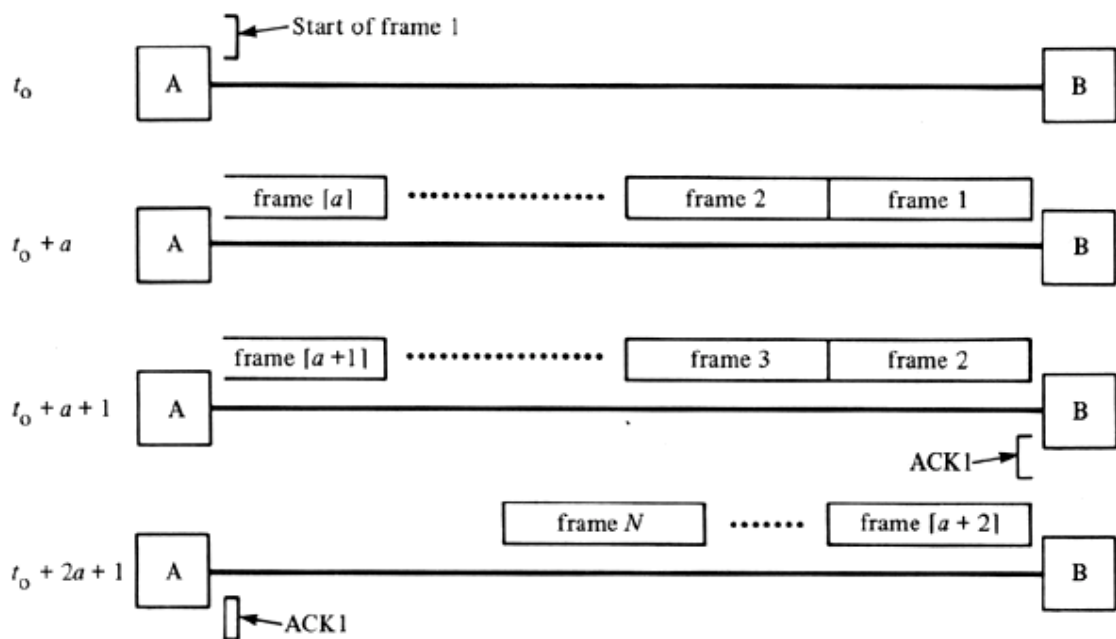 Start of frame 1
t₀ A B
frame ⌈a⌉ frame 2 frame 1
t₀ + a A B
frame ⌈a +1⌉ frame 3 frame 2
t₀ + a + 1 A B
ACK1
frame N frame ⌈a + 2⌉
t₀ + 2a + 1 A B
ACK1